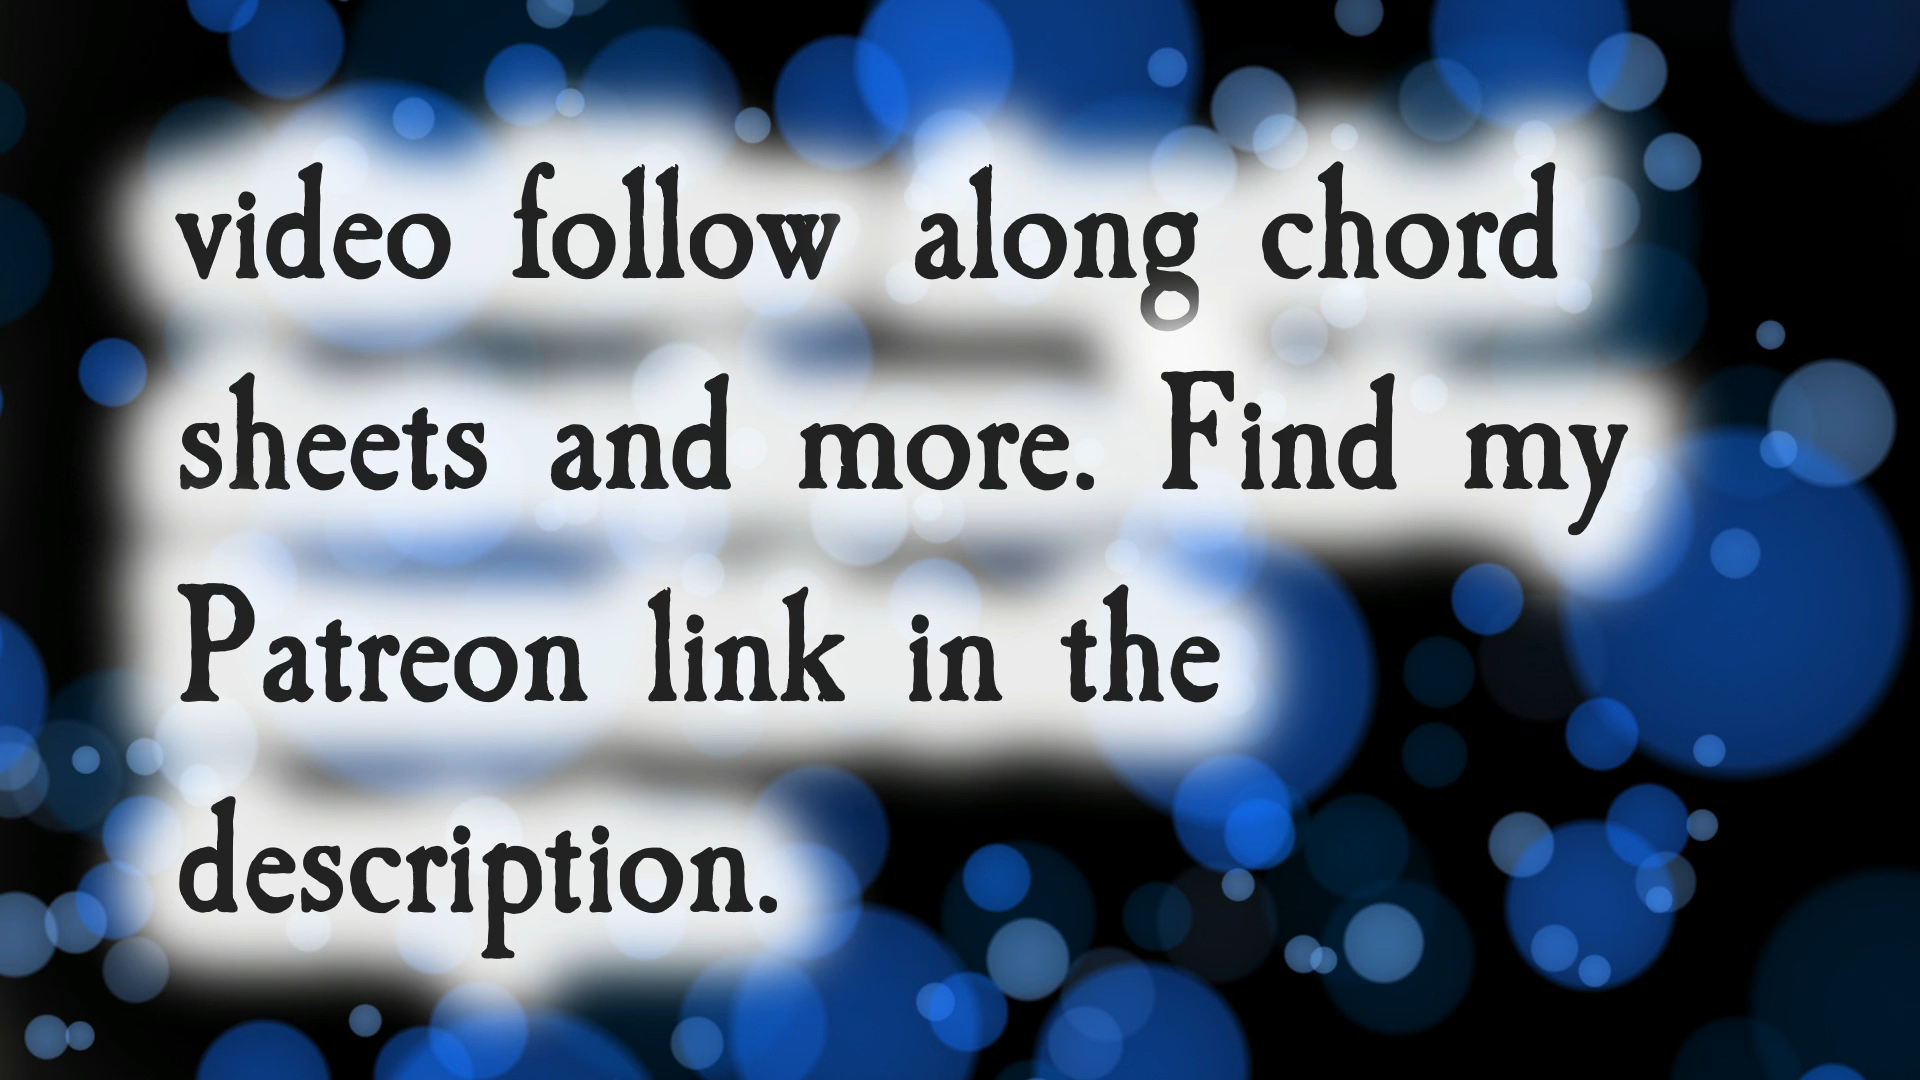 video follow along chord
sheets and more. Find my
Patreon link in the
description.